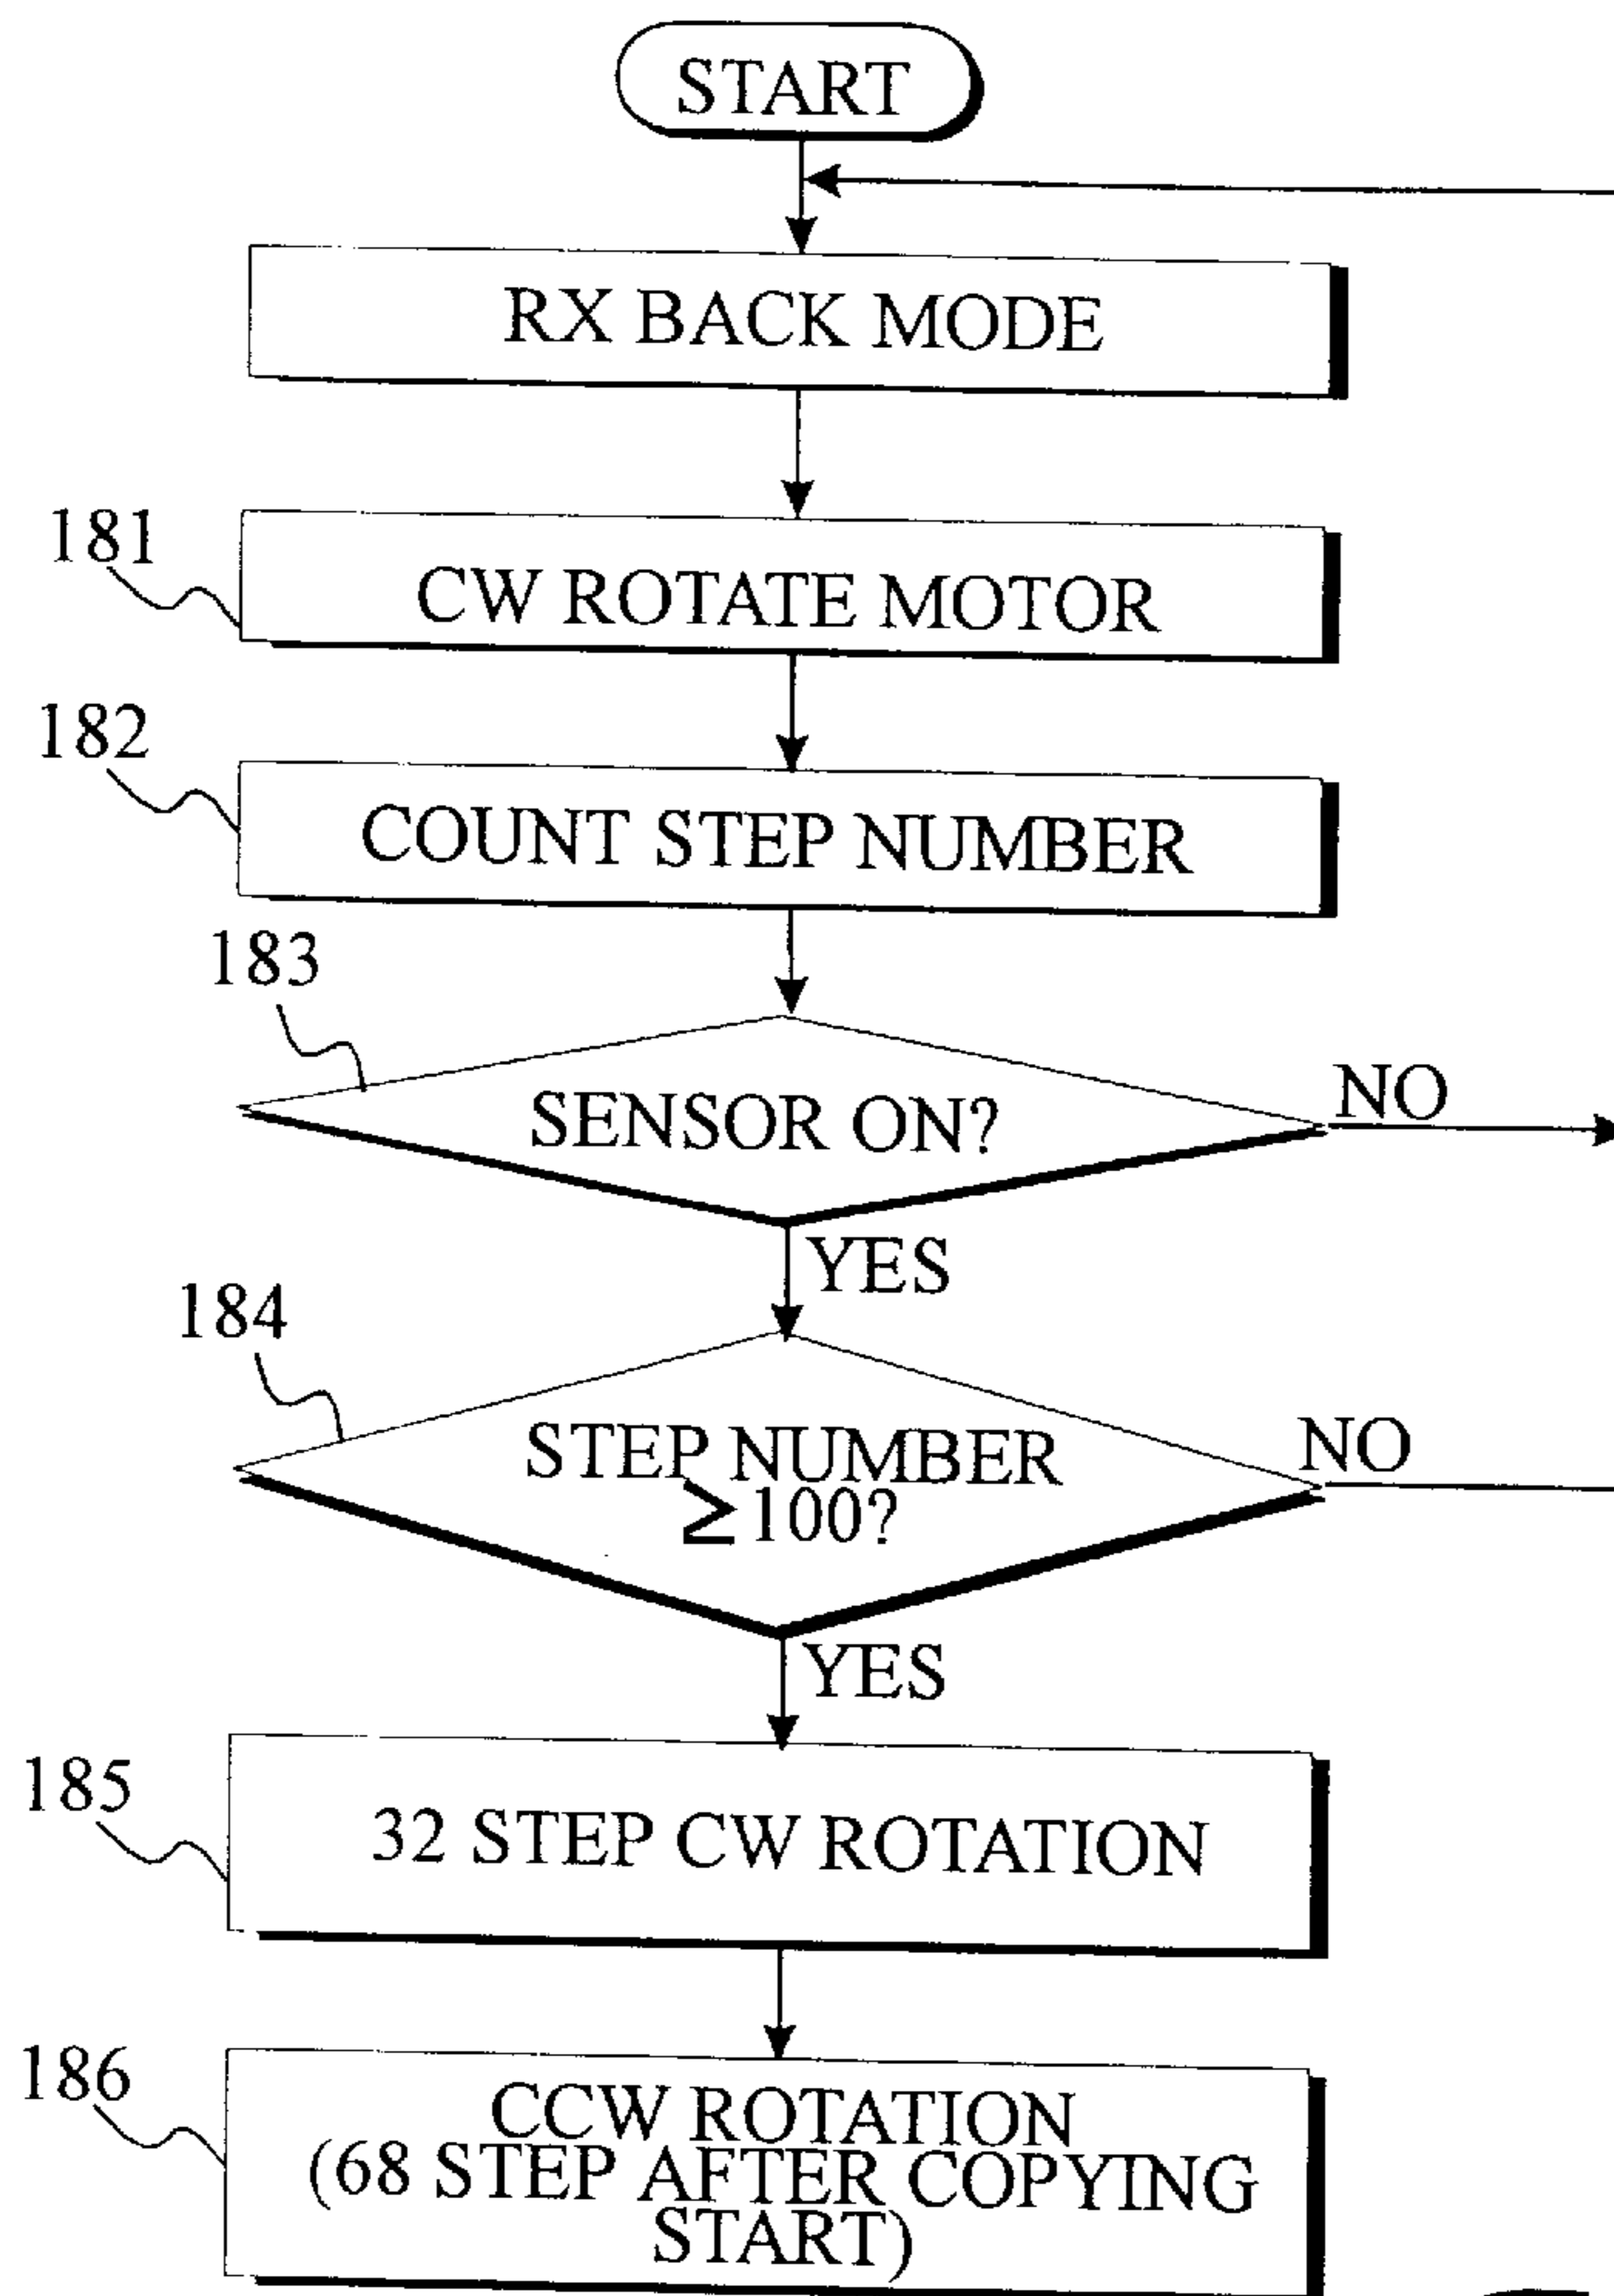 START
RX BACK MODE
181
CW ROTATE MOTOR
182
COUNT STEP NUMBER
183
SENSOR ON?
NO
YES
184
STEP NUMBER
≥100?
NO
YES
185
32 STEP CW ROTATION
186
CCW ROTATION
(68 STEP AFTER COPYING
START)